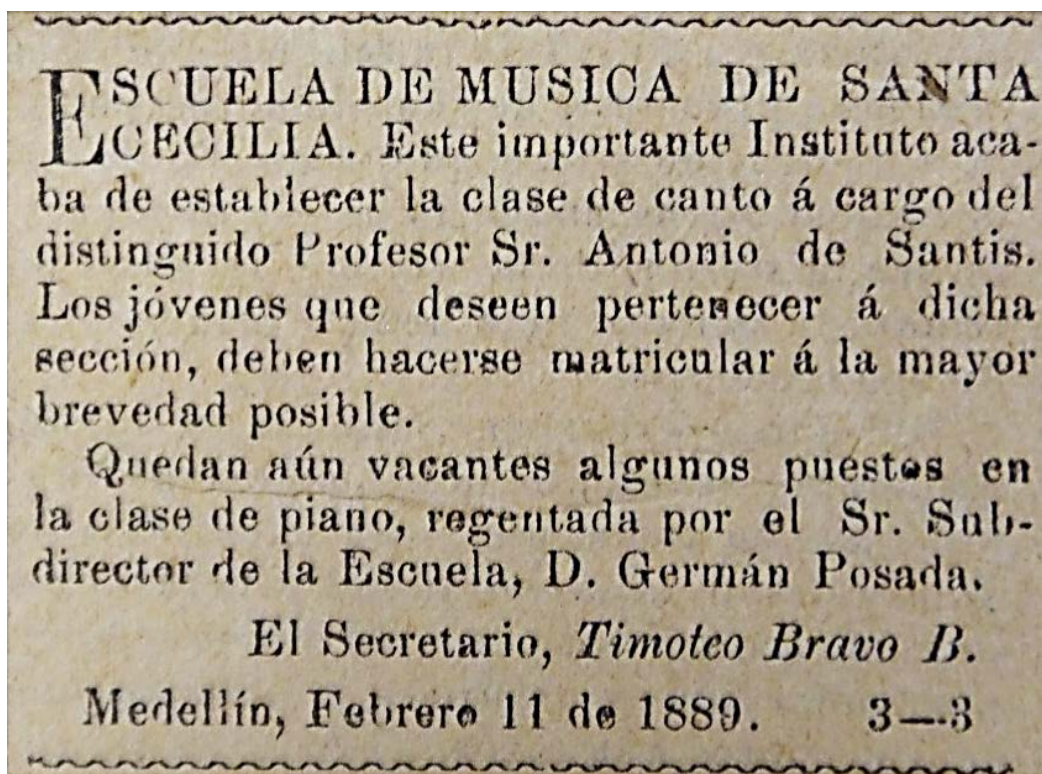 ESCUELA DE MUSICA DE SANTA
CECILIA. Este importante Instituto aca-
ba de establecer la clase de canto á cargo del
distinguido Profesor Sr. Antonio de Santis.
Los jóvenes que deseen pertenecer á dicha
sección, deben hacerse matricular á la mayor
brevedad posible.
Quedan aún vacantes algunos puestos en
la clase de piano, regentada por el Sr. Sub-
director de la Escuela, D. Germán Posada.
El Secretario, Timoteo Bravo B.
Medellín, Febrero 11 de 1889. 3—3